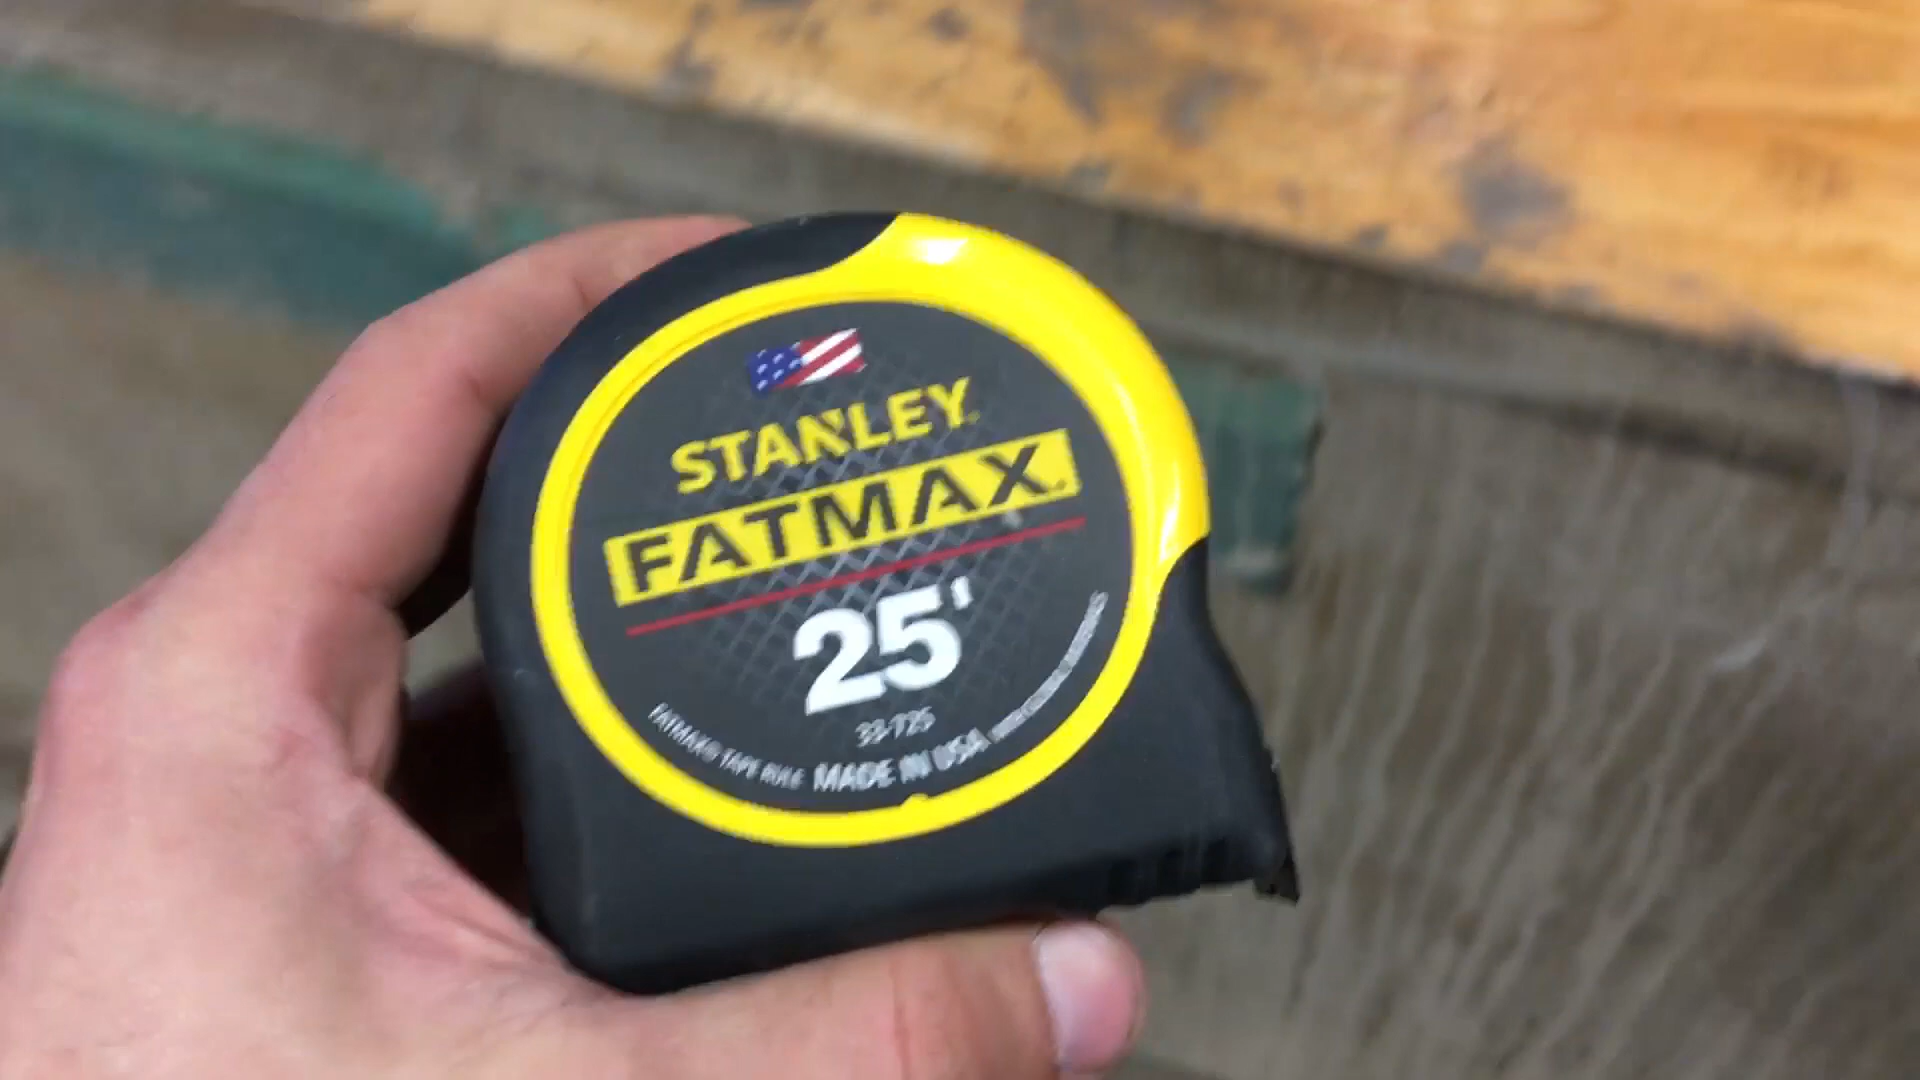 STANLEY
FATMAX
25'
33-725
FATMAX® TAPE RULE MADE IN USA